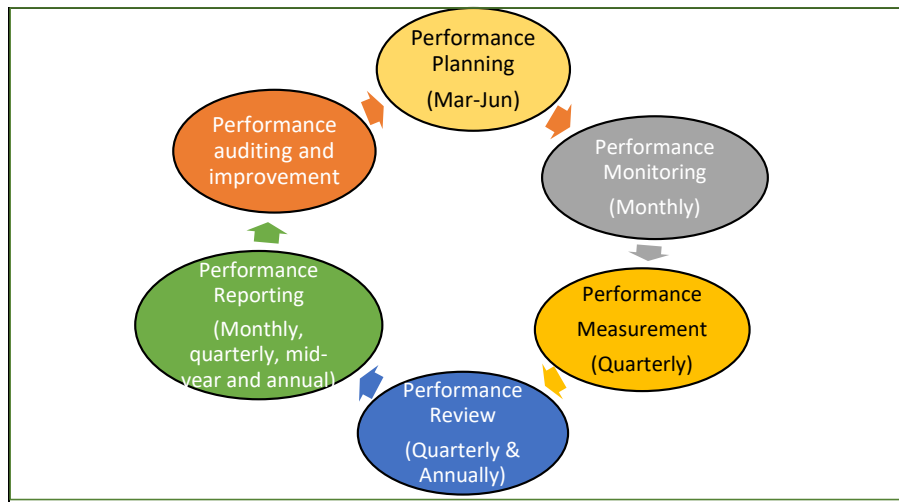 Performance
Planning
(Mar-Jun)
Performance
Monitoring
(Monthly)
Performance
Measurement
(Quarterly)
Performance
Review
(Quarterly &
Annually)
Performance
Reporting
(Monthly,
quarterly, mid-
year and annual)
Performance
auditing and
improvement